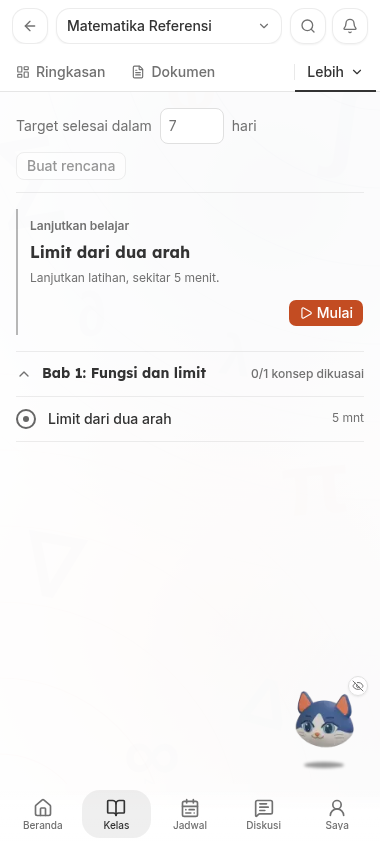 Matematika Referensi
Ringkasan
Dokumen
Lebih
Target selesai dalam 7 hari
Buat rencana
Lanjutkan belajar
Limit dari dua arah
Lanjutkan latihan, sekitar 5 menit.
Mulai
Bab 1: Fungsi dan limit 0/1 konsep dikuasai
Limit dari dua arah 5 mnt
Beranda Kelas Jadwal Diskusi Saya